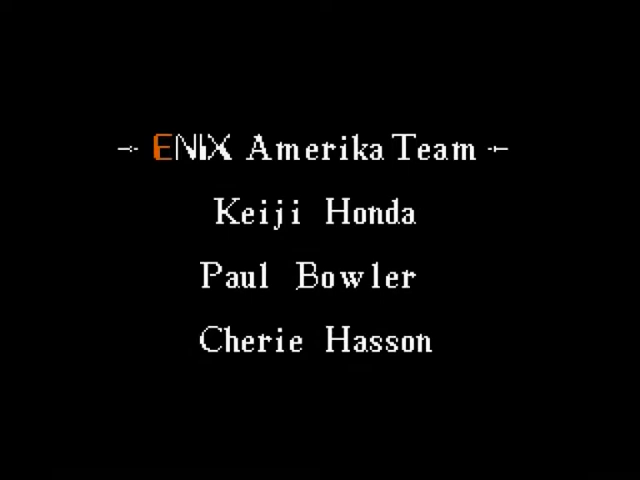 ENIX Amerika Team
Keiji Honda
Paul Bowler
Cherie Hasson